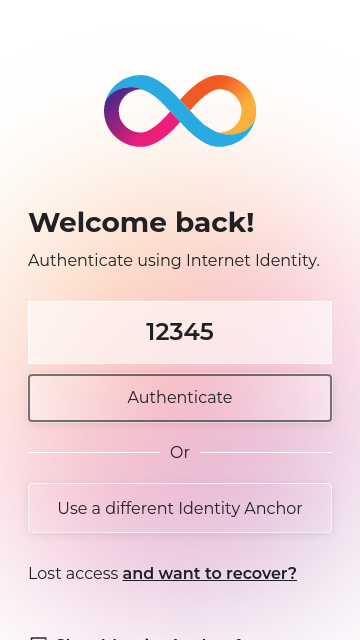 Welcome back!
Authenticate using Internet Identity.
12345
Authenticate
Or
Use a different Identity Anchor
Lost access and want to recover?